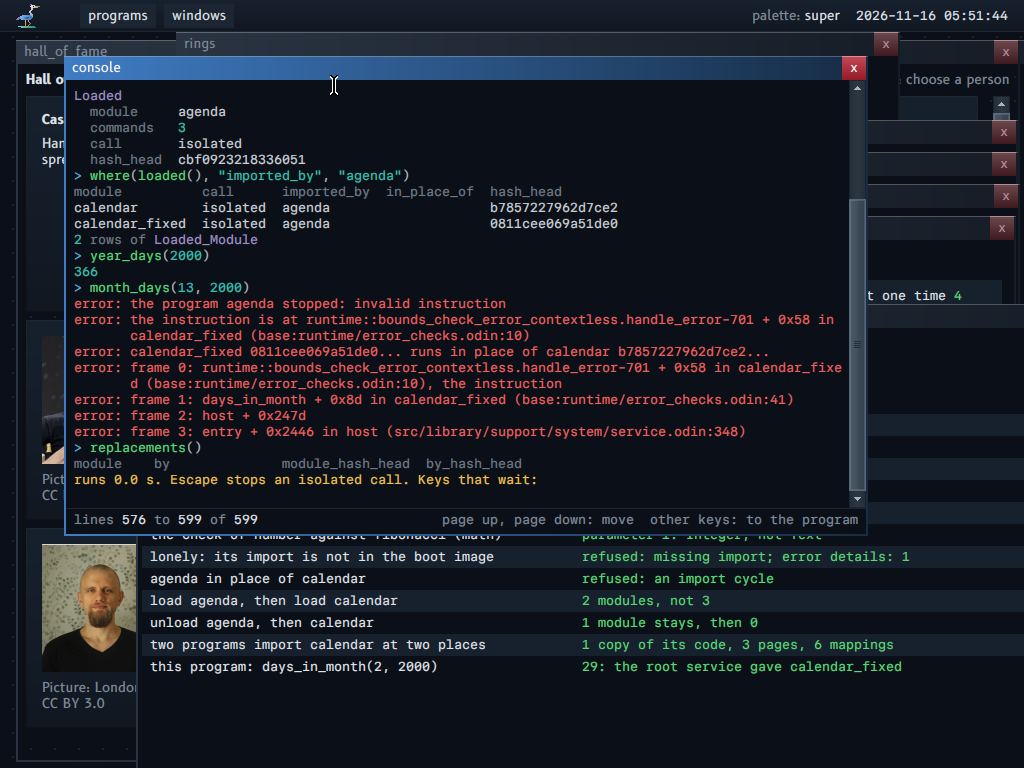 programs windows palette: super 2026-11-16 05:51:44
rings x
hall_of_fame x
console x
Hall o choose a person
Loaded
module agenda
commands 3
call isolated
hash_head cbf0923218336051
> where(loaded(), "imported_by", "agenda")
module call imported_by in_place_of hash_head
calendar isolated agenda b7857227962d7ce2
calendar_fixed isolated agenda 0811cee069a51de0
2 rows of Loaded_Module
> year_days(2000)
366
> month_days(13, 2000)
error: the program agenda stopped: invalid instruction
error: the instruction is at runtime::bounds_check_error_contextless.handle_error-701 + 0x58 in
calendar_fixed (base:runtime/error_checks.odin:10)
error: calendar_fixed 0811cee069a51de0... runs in place of calendar b7857227962d7ce2...
error: frame 0: runtime::bounds_check_error_contextless.handle_error-701 + 0x58 in calendar_fixe
d (base:runtime/error_checks.odin:10), the instruction
error: frame 1: days_in_month + 0x8d in calendar_fixed (base:runtime/error_checks.odin:41)
error: frame 2: host + 0x247d
error: frame 3: entry + 0x2446 in host (src/library/support/system/service.odin:348)
> replacements()
module by module_hash_head by_hash_head
runs 0.0 s. Escape stops an isolated call. Keys that wait:
lines 576 to 599 of 599 page up, page down: move other keys: to the program
Cas
Han
spre
x
x
x
x
t one time 4
Pict
CC
the check of number against fibonacci (math) parameter 1: integer, not text
lonely: its import is not in the boot image refused: missing import; error details: 1
agenda in place of calendar refused: an import cycle
load agenda, then load calendar 2 modules, not 3
unload agenda, then calendar 1 module stays, then 0
two programs import calendar at two places 1 copy of its code, 3 pages, 6 mappings
this program: days_in_month(2, 2000) 29: the root service gave calendar_fixed
Picture: Londo
CC BY 3.0